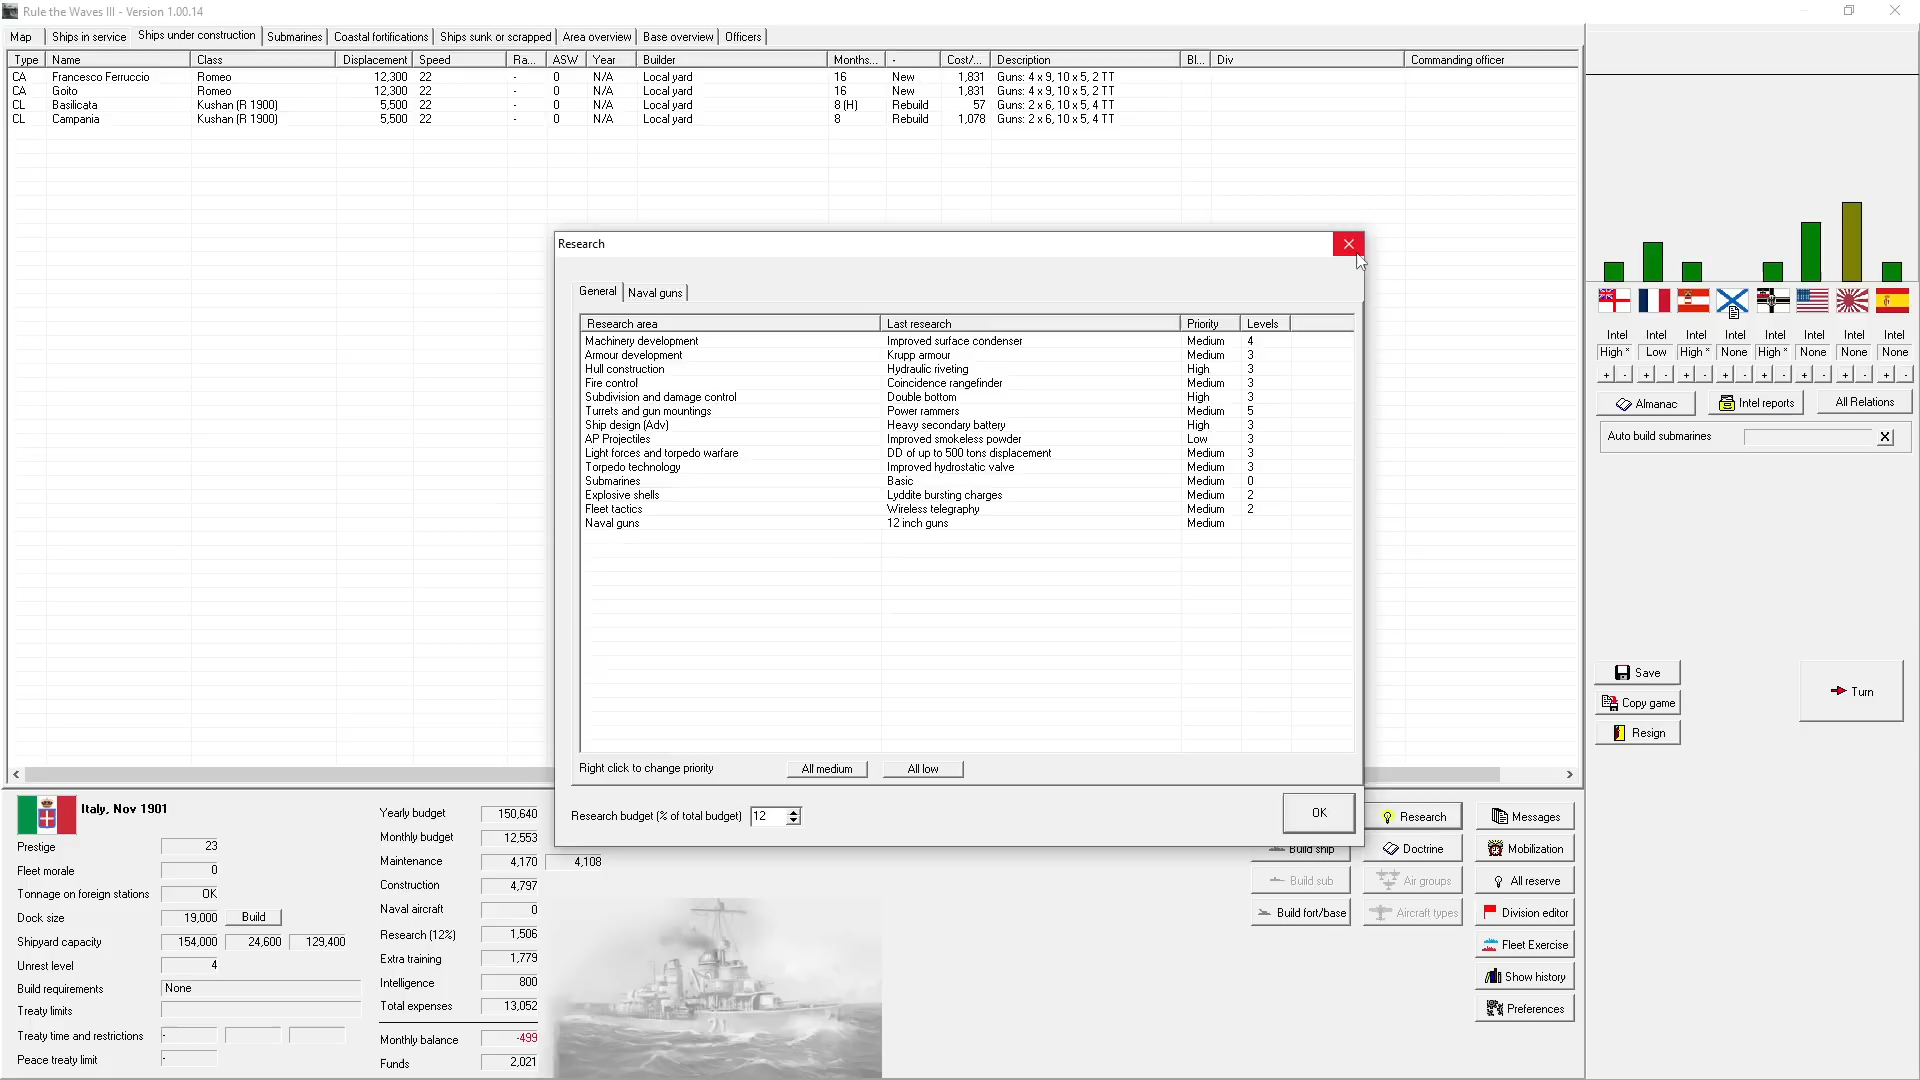 Rule the Waves III - Version 1.00.14
Map Ships in service Ships under construction Submarines Coastal fortifications Ships sunk or scrapped Area overview Base overview Officers
Type Name Class Displacement Speed Ra... ASW Year Builder Months... - Cost/... Description Bl... Div Commanding officer
CA Francesco Ferruccio Romeo 12,300 22 - 0 N/A Local yard 16 New 1,831 Guns: 4 x 9, 10 x 5, 2 TT
CA Goito Romeo 12,300 22 - 0 N/A Local yard 16 New 1,831 Guns: 4 x 9, 10 x 5, 2 TT
CL Basilicata Kushan (R 1900) 5,500 22 - 0 N/A Local yard 8 (H) Rebuild 57 Guns: 2 x 6, 10 x 5, 4 TT
CL Campania Kushan (R 1900) 5,500 22 - 0 N/A Local yard 8 Rebuild 1,078 Guns: 2 x 6, 10 x 5, 4 TT
Research
General Naval guns
Research area Last research Priority Levels
Machinery development Improved surface condenser Medium 4
Armour development Krupp armour Medium 3
Hull construction Hydraulic riveting High 3
Fire control Coincidence rangefinder Medium 3
Subdivision and damage control Double bottom High 3
Turrets and gun mountings Power rammers Medium 5
Ship design (Adv) Heavy secondary battery High 3
AP Projectiles Improved smokeless powder Low 3
Light forces and torpedo warfare DD of up to 500 tons displacement Medium 3
Torpedo technology Improved hydrostatic valve Medium 3
Submarines Basic Medium 0
Explosive shells Lyddite bursting charges Medium 2
Fleet tactics Wireless telegraphy Medium 2
Naval guns 12 inch guns Medium
Right click to change priority All medium All low
Research budget (% of total budget) 12 OK
Intel Intel Intel Intel Intel Intel Intel Intel
High * Low High * None High * None None None
+ - + - + - + - + - + - + - + -
Almanac Intel reports All Relations
Auto build submarines X
Save
Copy game
Resign
Turn
Italy, Nov 1901
Prestige 23
Fleet morale 0
Tonnage on foreign stations OK
Dock size 19,000 Build
Shipyard capacity 154,000 24,600 129,400
Unrest level 4
Build requirements None
Treaty limits
Treaty time and restrictions -
Peace treaty limit -
Yearly budget 150,640
Monthly budget 12,553
Maintenance 4,170 4,108
Construction 4,797
Naval aircraft 0
Research (12%) 1,506
Extra training 1,779
Intelligence 800
Total expenses 13,052
Monthly balance -499
Funds 2,021
Research Messages
Build ship Doctrine Mobilization
Build sub Air groups All reserve
Build fort/base Aircraft types Division editor
Fleet Exercise
Show history
Preferences